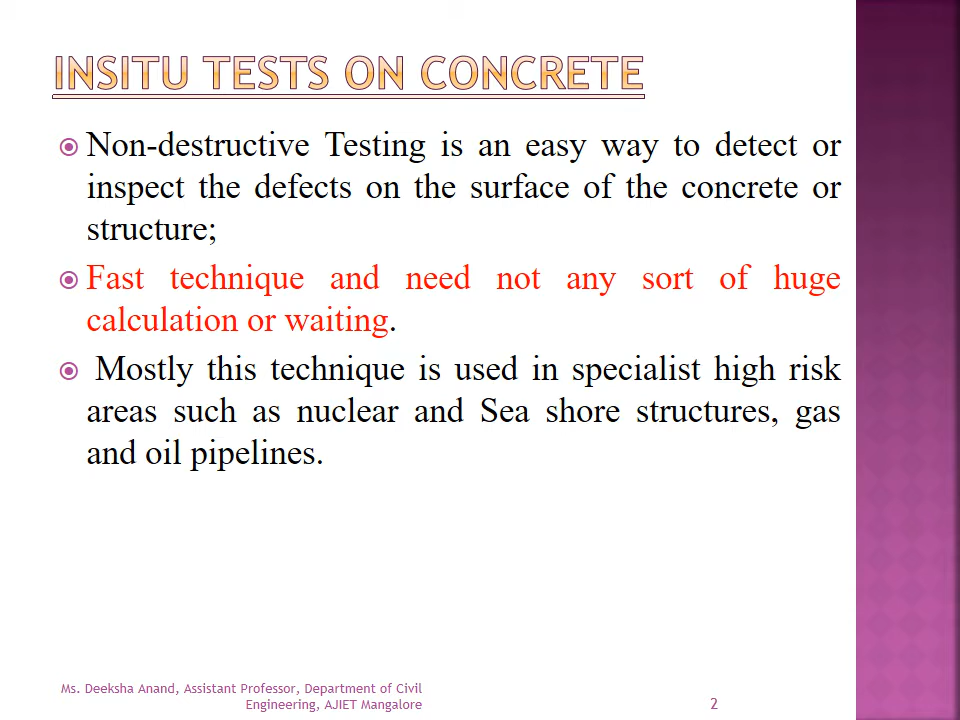 INSITU TESTS ON CONCRETE
Non-destructive Testing is an easy way to detect or
inspect the defects on the surface of the concrete or
structure;
Fast technique and need not any sort of huge
calculation or waiting.
Mostly this technique is used in specialist high risk
areas such as nuclear and Sea shore structures, gas
and oil pipelines.
Ms. Deeksha Anand, Assistant Professor, Department of Civil
Engineering, AJIET Mangalore
2